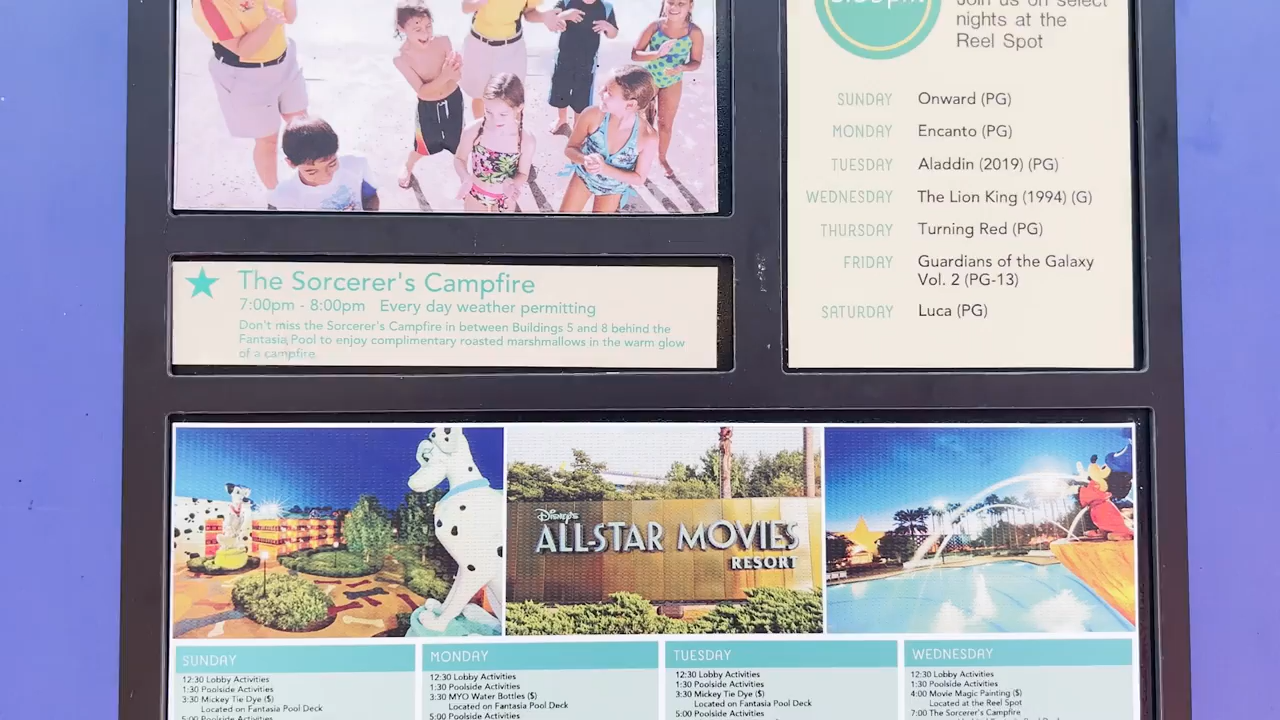 Join us on select
nights at the
Reel Spot
SUNDAY Onward (PG)
MONDAY Encanto (PG)
TUESDAY Aladdin (2019) (PG)
WEDNESDAY The Lion King (1994) (G)
THURSDAY Turning Red (PG)
FRIDAY Guardians of the Galaxy
Vol. 2 (PG-13)
SATURDAY Luca (PG)
The Sorcerer's Campfire
7:00pm - 8:00pm Every day weather permitting
Don't miss the Sorcerer's Campfire in between Buildings 5 and 8 behind the
Fantasia Pool to enjoy complimentary roasted marshmallows in the warm glow
of a campfire.
Disney's
ALL-STAR MOVIES
RESORT
SUNDAY
12:30 Lobby Activities
1:30 Poolside Activities
3:30 Mickey Tie Dye ($)
Located on Fantasia Pool Deck
5:00 Poolside Activities
MONDAY
12:30 Lobby Activities
1:30 Poolside Activities
3:30 MYO Water Bottles ($)
Located on Fantasia Pool Deck
5:00 Poolside Activities
TUESDAY
12:30 Lobby Activities
1:30 Poolside Activities
3:30 Mickey Tie Dye ($)
Located on Fantasia Pool Deck
5:00 Poolside Activities
WEDNESDAY
12:30 Lobby Activities
1:30 Poolside Activities
4:00 Movie Magic Painting ($)
Located at the Reel Spot
7:00 The Sorcerer's Campfire